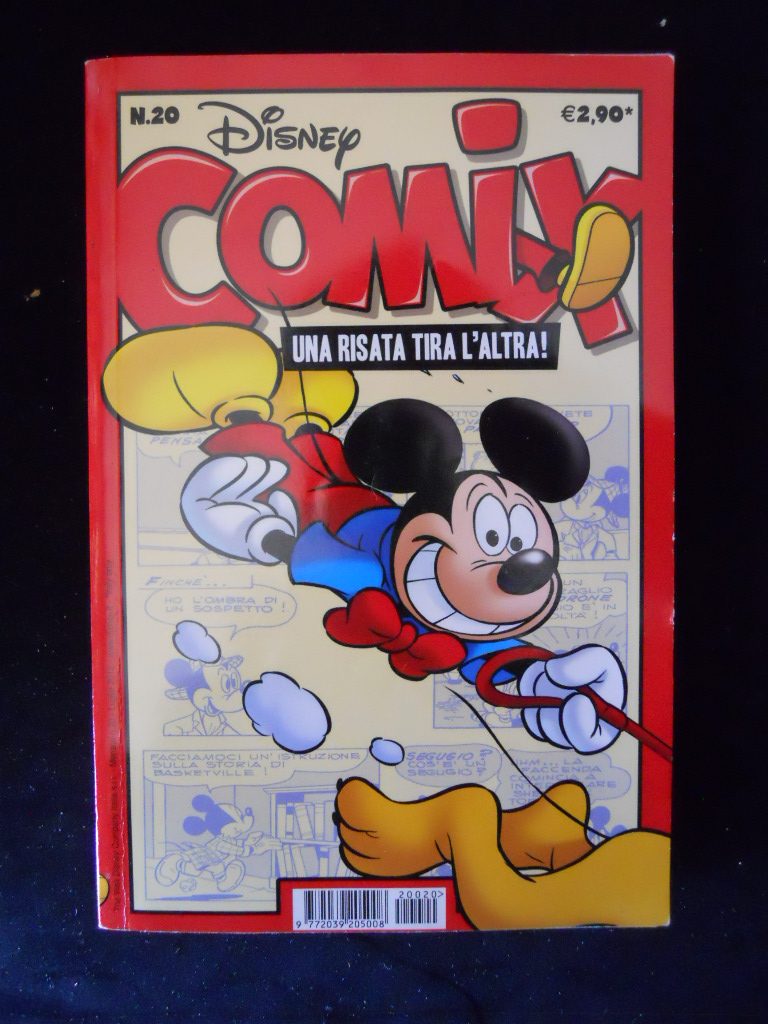 N.20
DISNEY
€2,90*
COMIX
UNA RISATA TIRA L'ALTRA!
FINCHÈ...
HO L'OMBRA DI
UN SOSPETTO!
FACCIAMOCI UN'ISTRUZIONE
SULLA STORIA DI
BASKETVILLE!
SEGUGIO?
COS'È UN
SEGUGIO?
20020>
9 772039 205008